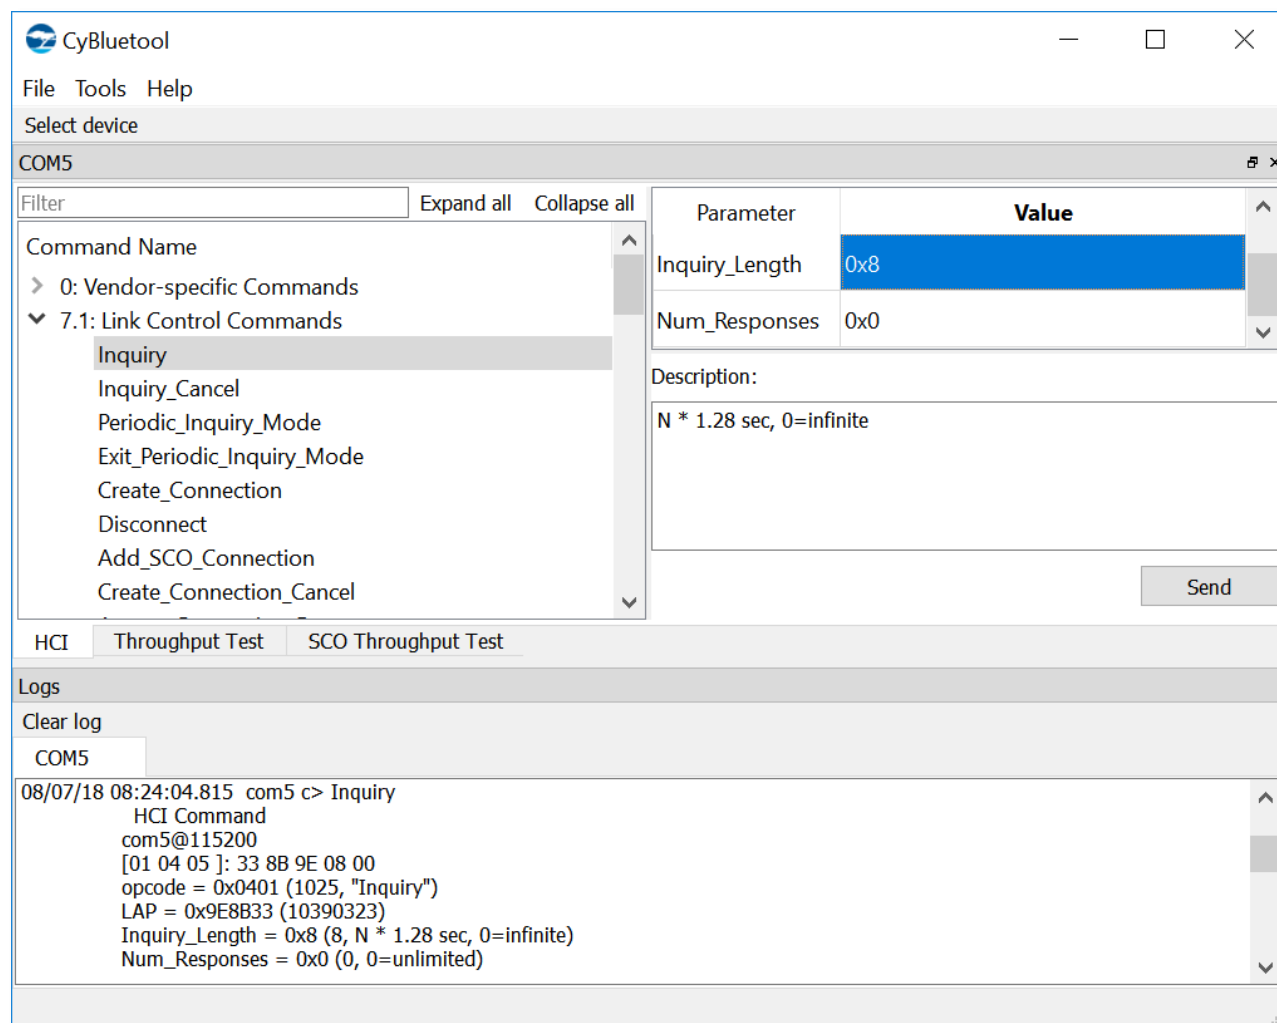 CyBluetool
File Tools Help
Select device
COM5
Filter
Expand all Collapse all
Command Name
0: Vendor-specific Commands
7.1: Link Control Commands
Inquiry
Inquiry_Cancel
Periodic_Inquiry_Mode
Exit_Periodic_Inquiry_Mode
Create_Connection
Disconnect
Add_SCO_Connection
Create_Connection_Cancel
Parameter Value
Inquiry_Length 0x8
Num_Responses 0x0
Description:
N * 1.28 sec, 0=infinite
Send
HCI Throughput Test SCO Throughput Test
Logs
Clear log
COM5
08/07/18 08:24:04.815 com5 c> Inquiry
HCI Command
com5@115200
[01 04 05 ]: 33 8B 9E 08 00
opcode = 0x0401 (1025, "Inquiry")
LAP = 0x9E8B33 (10390323)
Inquiry_Length = 0x8 (8, N * 1.28 sec, 0=infinite)
Num_Responses = 0x0 (0, 0=unlimited)